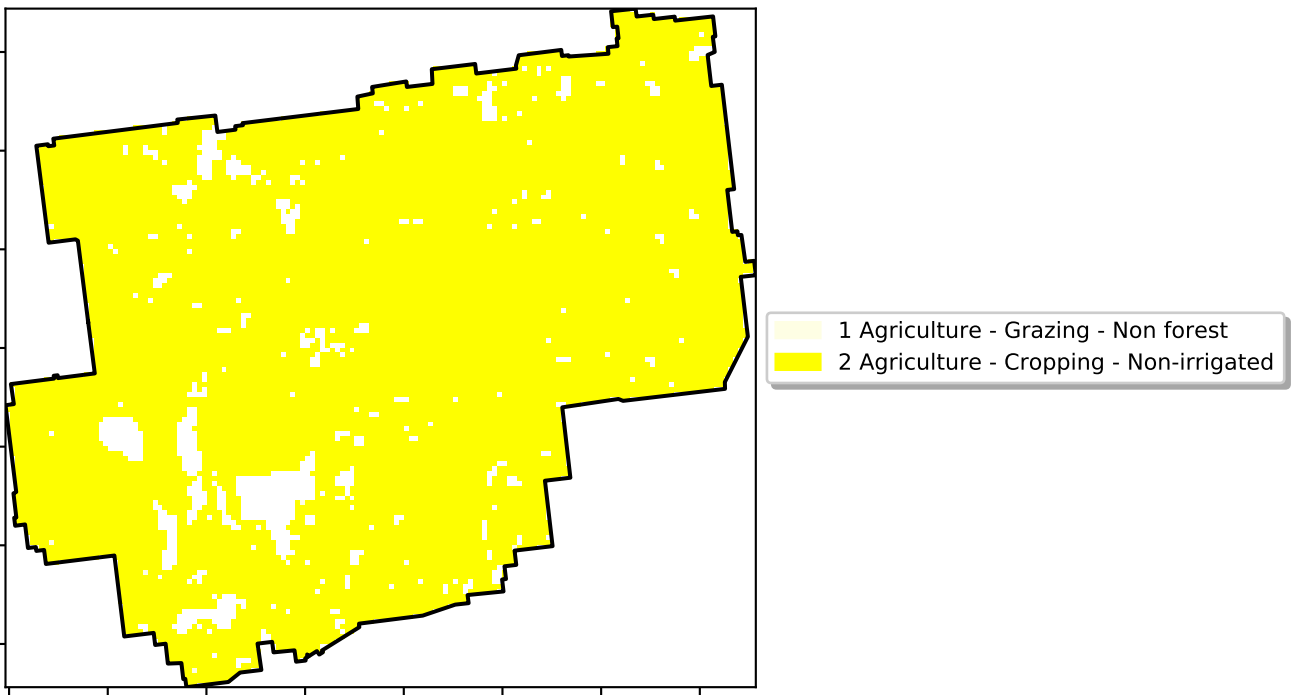 1 Agriculture - Grazing - Non forest
2 Agriculture - Cropping - Non-irrigated